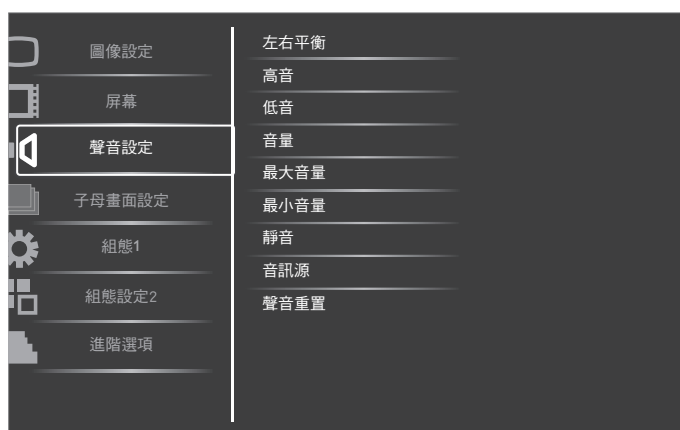 圖像設定
屏幕
聲音設定
子母畫面設定
組態1
組態設定2
進階選項
左右平衡
高音
低音
音量
最大音量
最小音量
靜音
音訊源
聲音重置